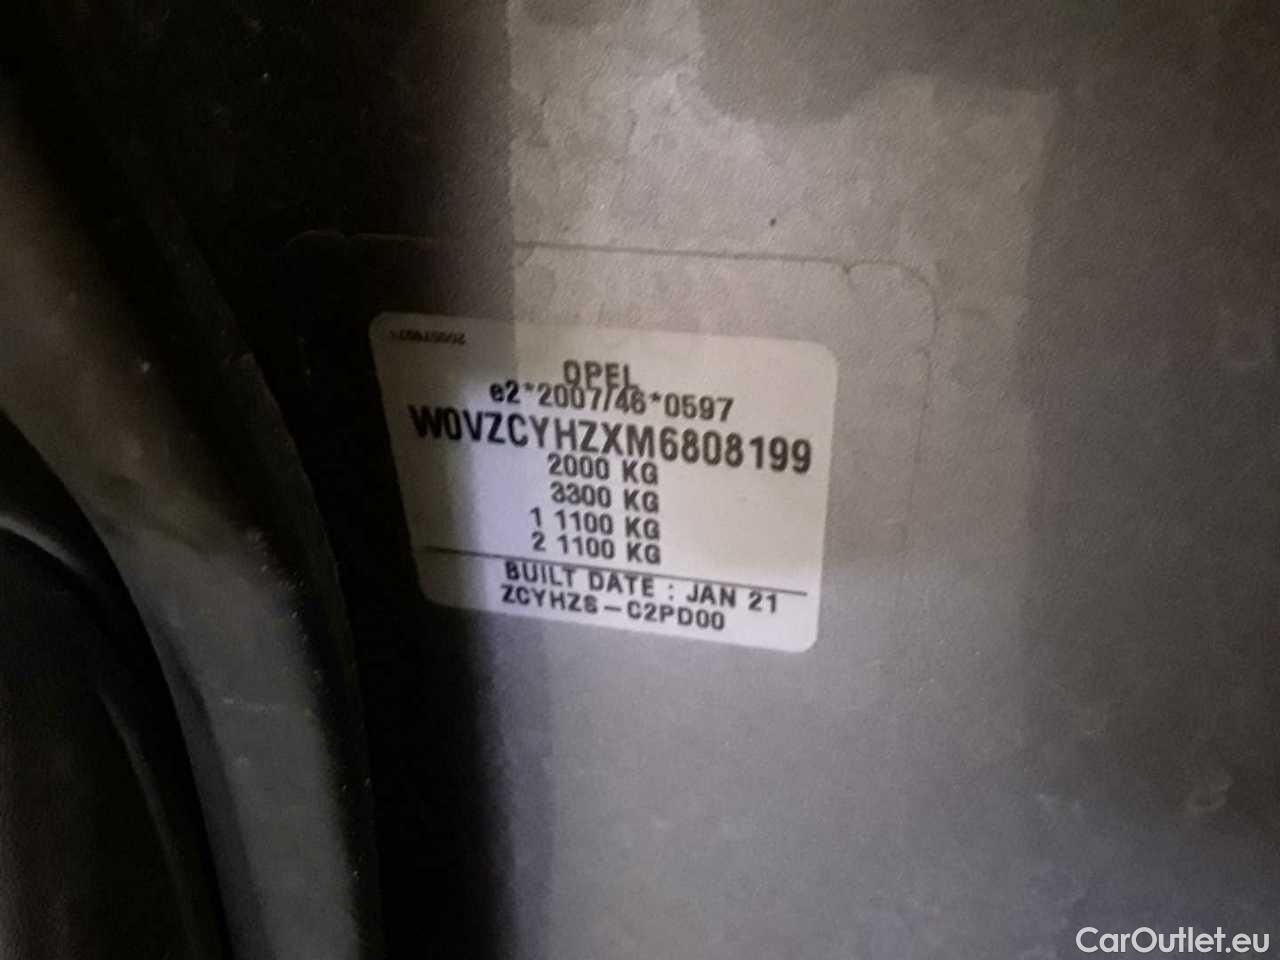 OPEL
e2*2007/46*0597
W0VZCYHZXM6808199
2000 KG
3300 KG
1 1100 KG
2 1100 KG
BUILT DATE : JAN 21
ZCYHZS-C2PD00
CarOutlet.eu